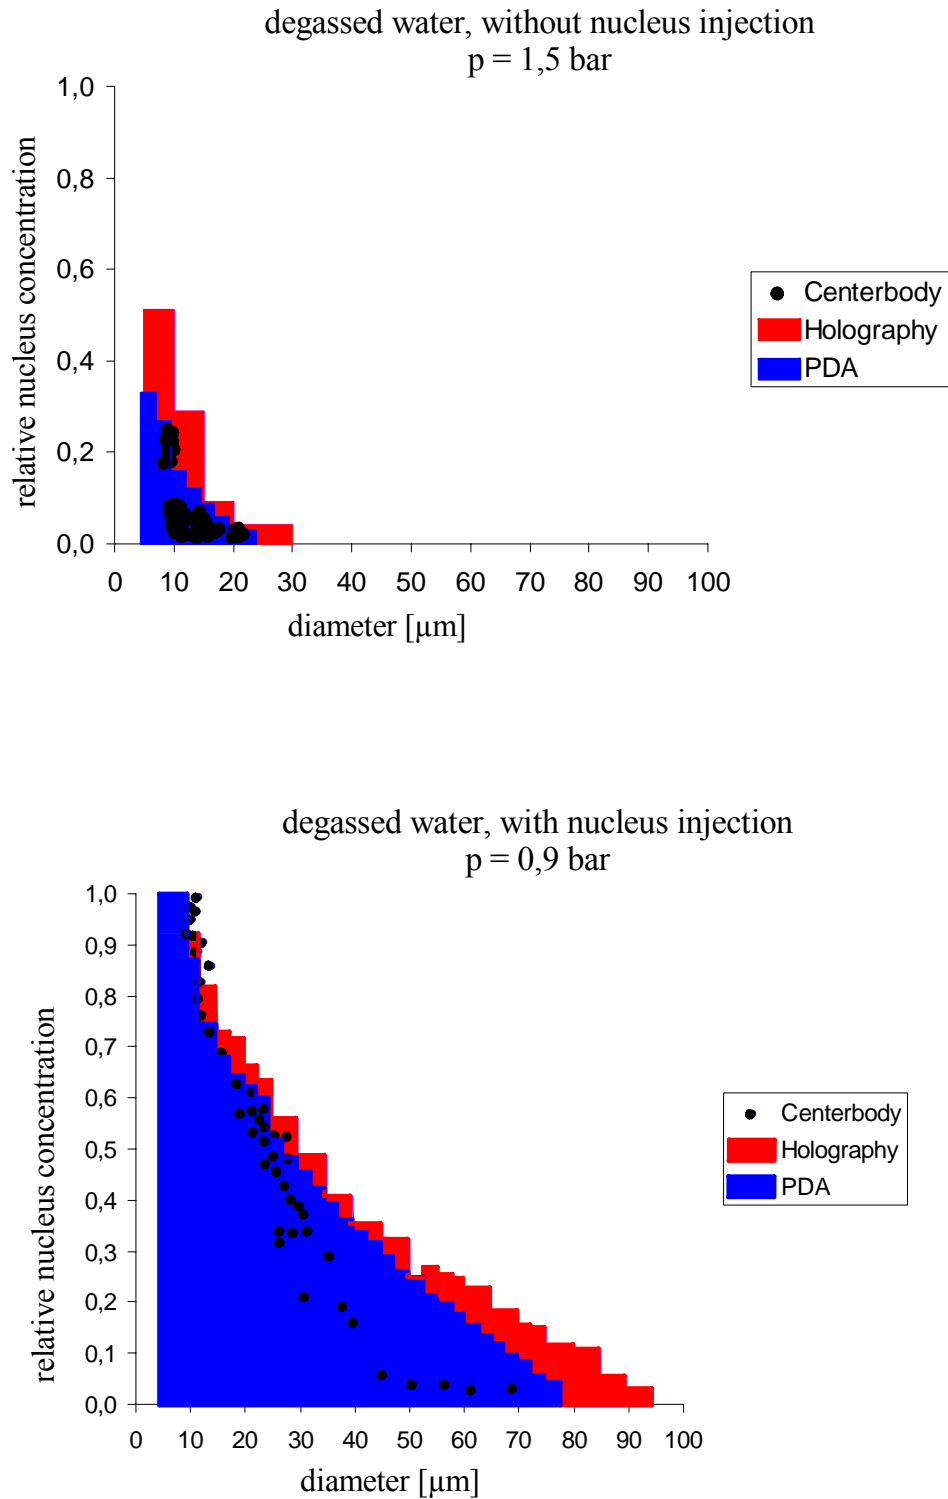 degassed water, without nucleus injection
p = 1,5 bar
1,0
0,8
0,6
0,4
0,2
0,0
relative nucleus concentration
0 10 20 30 40 50 60 70 80 90 100
diameter [µm]
Centerbody
Holography
PDA
degassed water, with nucleus injection
p = 0,9 bar
1,0
0,9
0,8
0,7
0,6
0,5
0,4
0,3
0,2
0,1
0,0
relative nucleus concentration
0 10 20 30 40 50 60 70 80 90 100
diameter [µm]
Centerbody
Holography
PDA